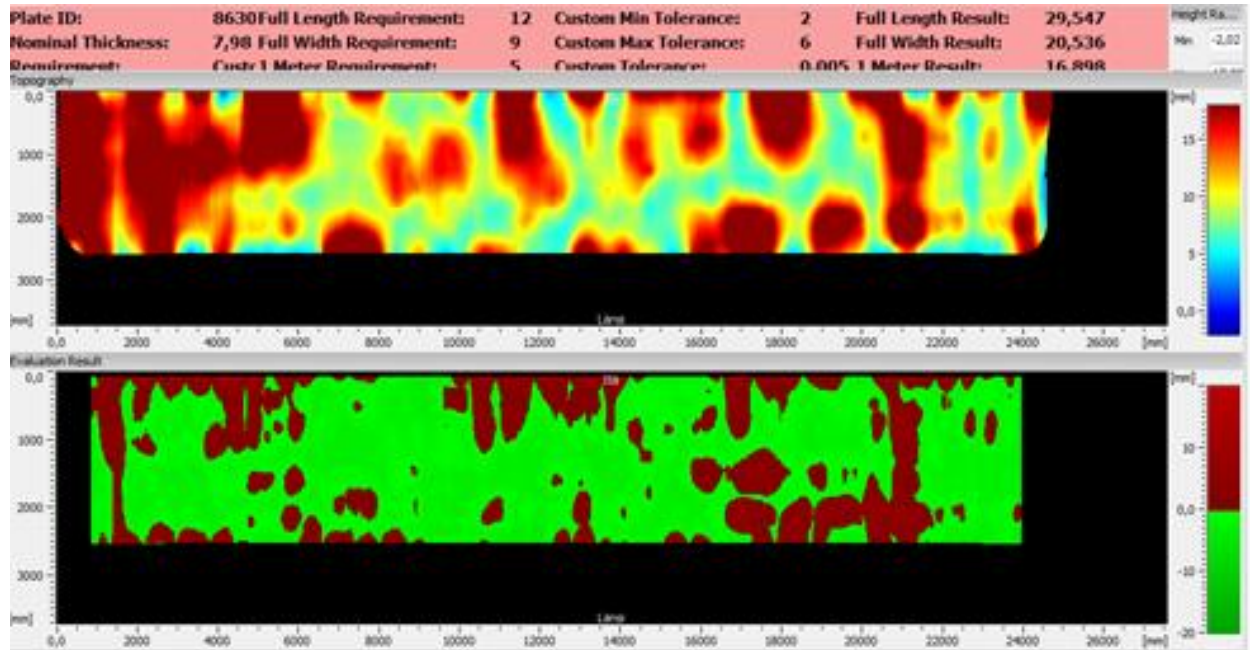 Plate ID: 8630 Full Length Requirement: 12 Custom Min Tolerance: 2 Full Length Result: 29,547
Nominal Thickness: 7,98 Full Width Requirement: 9 Custom Max Tolerance: 6 Full Width Result: 20,536
Requirement: Custc 1 Meter Requirement: 5 Custom Tolerance: 0.005 1 Meter Result: 16.898
Height Ra...
Min -2,02
Topography
[mm]
0,0
1000
2000
3000
[mm]
15
10
5
0,0
0,0 2000 4000 6000 8000 10000 12000 14000 16000 18000 20000 22000 24000 26000 [mm]
Evaluation Result
[mm]
0,0
1000
2000
3000
[mm]
10
0,0
-10
-20
0,0 2000 4000 6000 8000 10000 12000 14000 16000 18000 20000 22000 24000 26000 [mm]